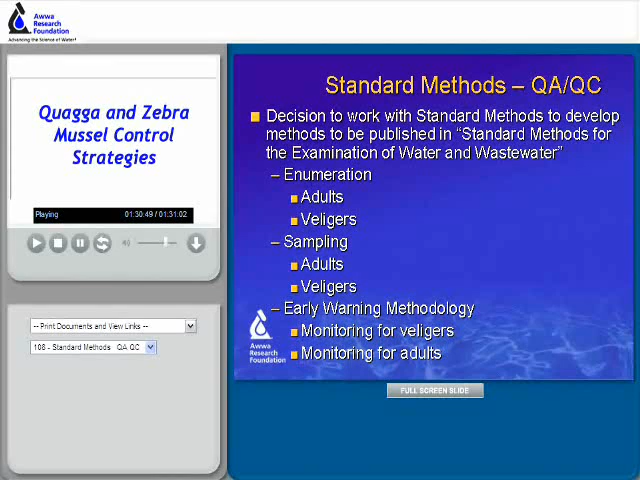 Awwa
Research
Foundation
Advancing the Science of Water®
Quagga and Zebra
Mussel Control
Strategies
Playing 01:30:49 / 01:31:02
-- Print Documents and View Links --
108 - Standard Methods QA QC
Standard Methods – QA/QC
Decision to work with Standard Methods to develop
methods to be published in “Standard Methods for
the Examination of Water and Wastewater”
– Enumeration
Adults
Veligers
– Sampling
Adults
Veligers
– Early Warning Methodology
Monitoring for veligers
Monitoring for adults
Awwa
Research
Foundation
FULL SCREEN SLIDE